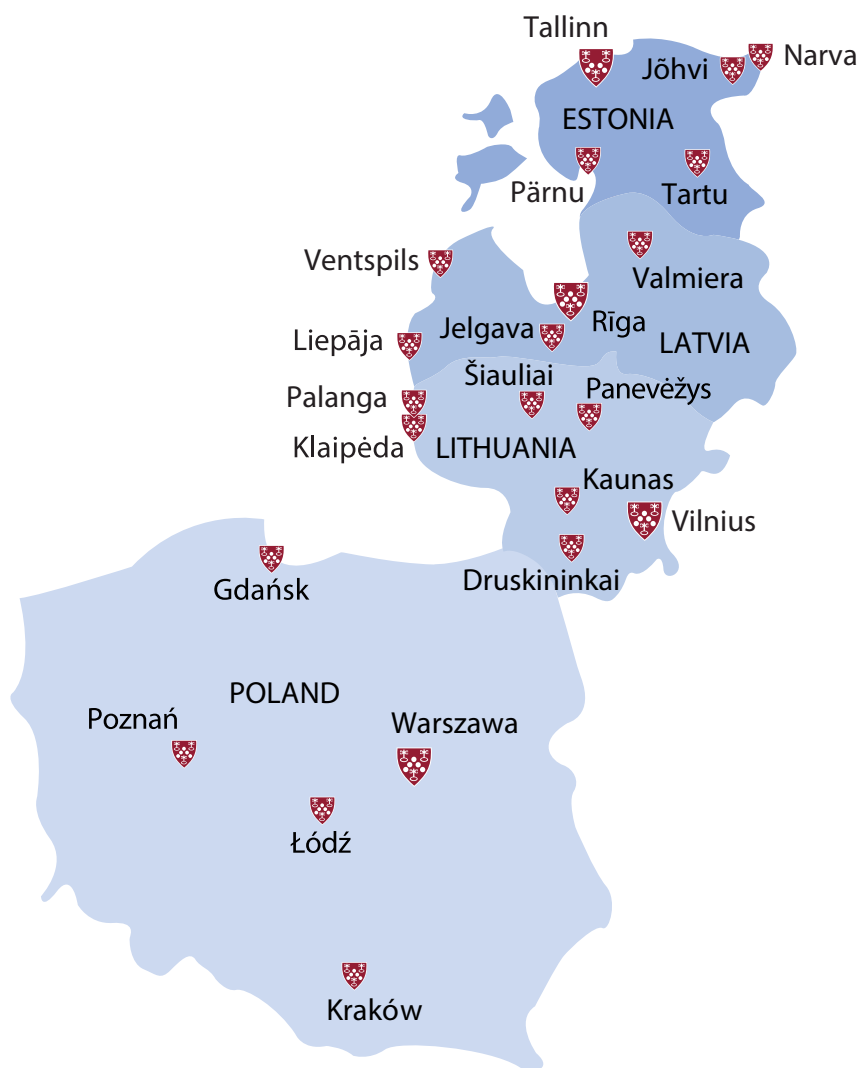 Tallinn
Narva
Jõhvi
ESTONIA
Pärnu
Tartu
Ventspils
Valmiera
Rīga
Jelgava
Liepāja
LATVIA
Šiauliai
Panevėžys
Palanga
Klaipėda
LITHUANIA
Kaunas
Vilnius
Druskininkai
Gdańsk
POLAND
Poznań
Warszawa
Łódź
Kraków